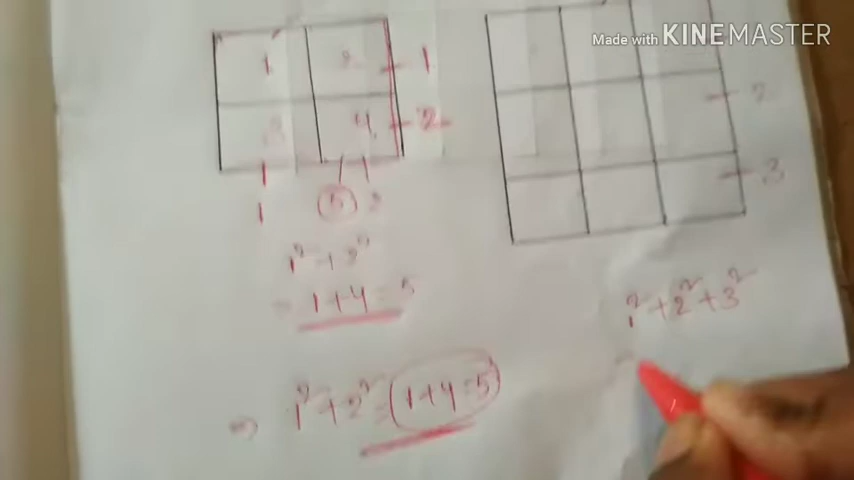 Made with KINEMASTER
1 2 1
3 4 2
1
1 5 2
1² + 2²
= 1+4=5
⇒ 1² + 2² = (1+4=5)
2
3
1² + 2² + 3²